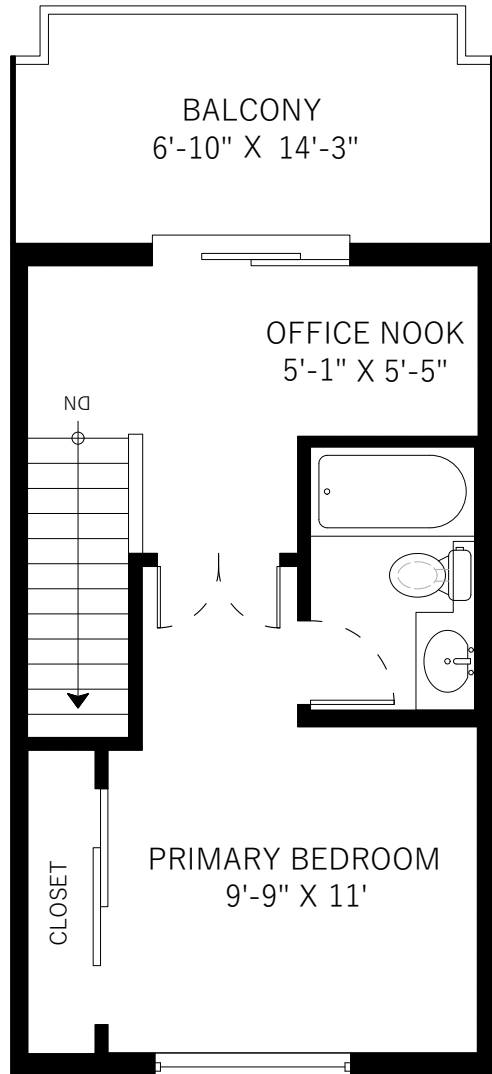 BALCONY
6'-10" X 14'-3"
OFFICE NOOK
5'-1" X 5'-5"
DN
PRIMARY BEDROOM
9'-9" X 11'
CLOSET